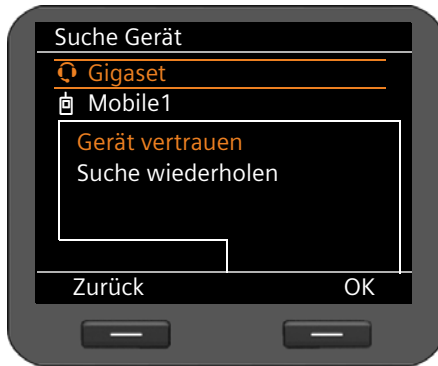 Suche Gerät
Gigaset
Mobile1
Gerät vertrauen
Suche wiederholen
Zurück OK